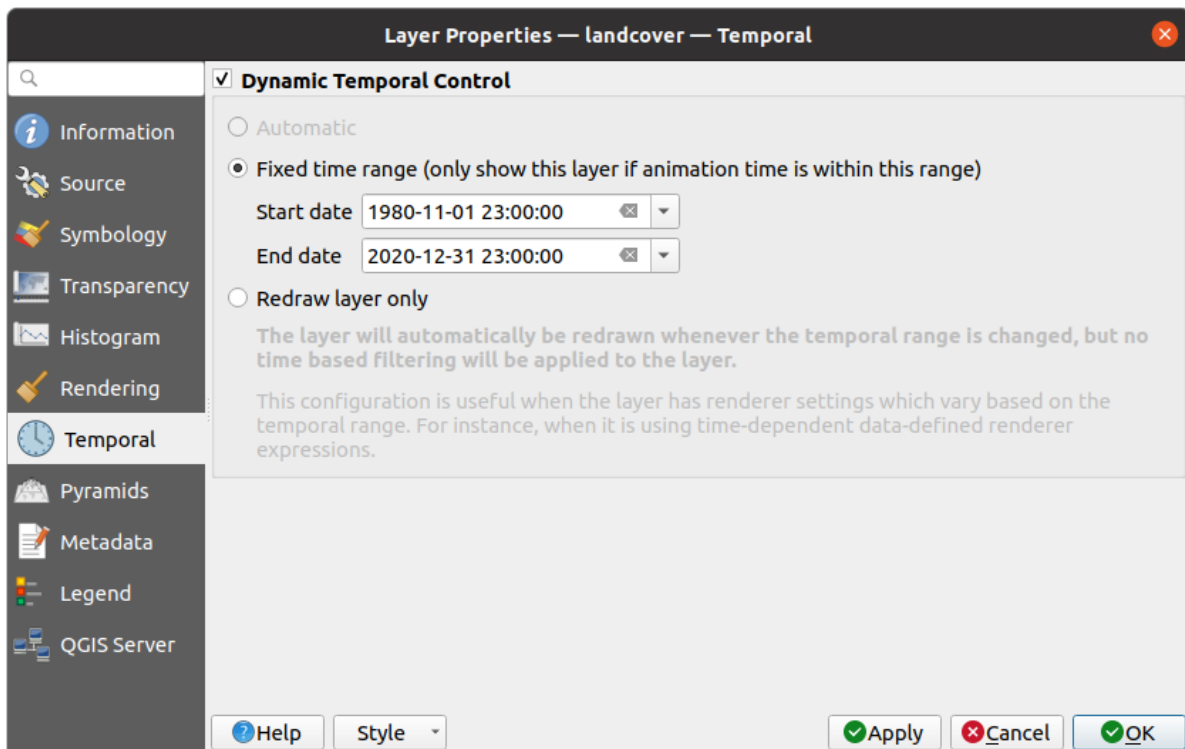 Layer Properties — landcover — Temporal
Information
Source
Symbology
Transparency
Histogram
Rendering
Temporal
Pyramids
Metadata
Legend
QGIS Server
Dynamic Temporal Control
Automatic
Fixed time range (only show this layer if animation time is within this range)
Start date 1980-11-01 23:00:00
End date 2020-12-31 23:00:00
Redraw layer only
The layer will automatically be redrawn whenever the temporal range is changed, but no
time based filtering will be applied to the layer.
This configuration is useful when the layer has renderer settings which vary based on the
temporal range. For instance, when it is using time-dependent data-defined renderer
expressions.
Help Style Apply Cancel OK